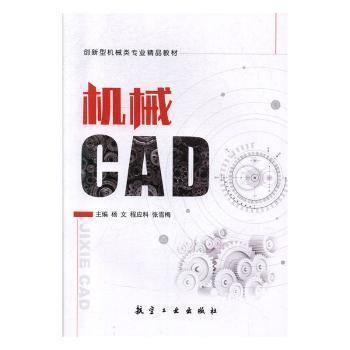 创新型机械类专业精品教材
机械
CAD
主编 杨文 程应科 张雪梅
JIXIE CAD
航空工业出版社